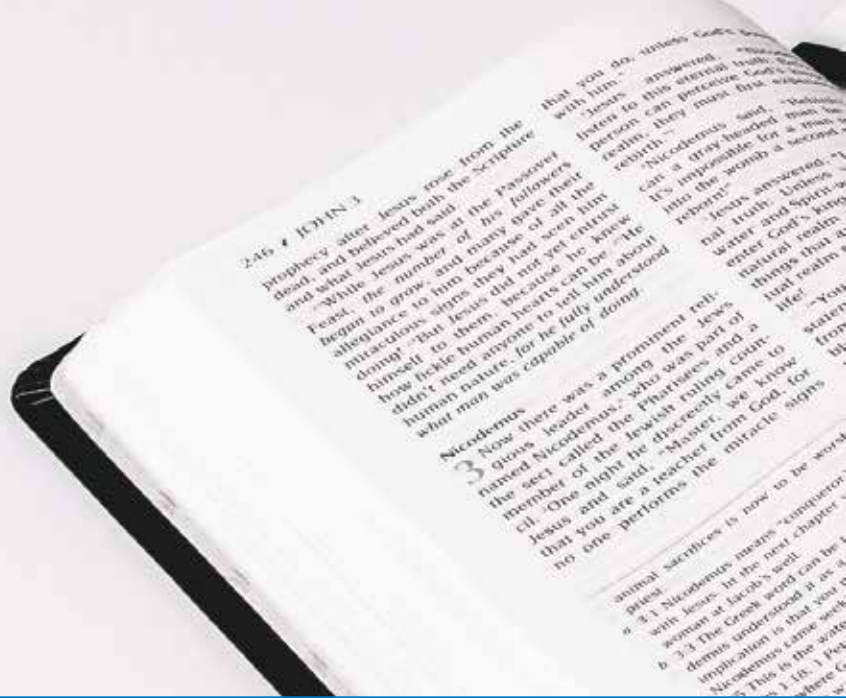 246 JOHN 3
prophecy after Jesus rose from the
dead, and believed both the Scripture
and what Jesus had said.
While Jesus was at the Passover
Feast, the number of his followers
began to grow, and many gave their
allegiance to him because of all the
miraculous signs they had seen him
doing! But Jesus did not yet entrust
himself to them, because he knew
how fickle human hearts can be. He
didn't need anyone to tell him about
human nature, for he fully understood
what man was capable of doing.
Nicodemus
3 Now there was a prominent reli-
gious leader among the Jews
named Nicodemus, who was part of
the sect called the Pharisees and a
member of the Jewish ruling coun-
cil. One night he discreetly came to
Jesus and said, "Master, we know
that you are a teacher from God, for
no one performs the miracle signs
that you do, unless God's
with him."
Jesus answered,
listen to this eternal truth:
person can perceive God's
realm, they must first
rebirth."
Nicodemus said,
can a gray-headed man be
It's impossible for a man
into the womb a second
reborn!"
Jesus answered,
nal truth: Unless
water and Spirit-
enter God's
natural realm
things that
tual realm
life!
animal sacrifices is now to be
priest.
a 3:1 Nicodemus means "conqueror
with Jesus. In the next chapter
woman at Jacob's well.
b 3:3 The Greek word can be
demus understood it as
implication is that you
Nicodemus came
This is the